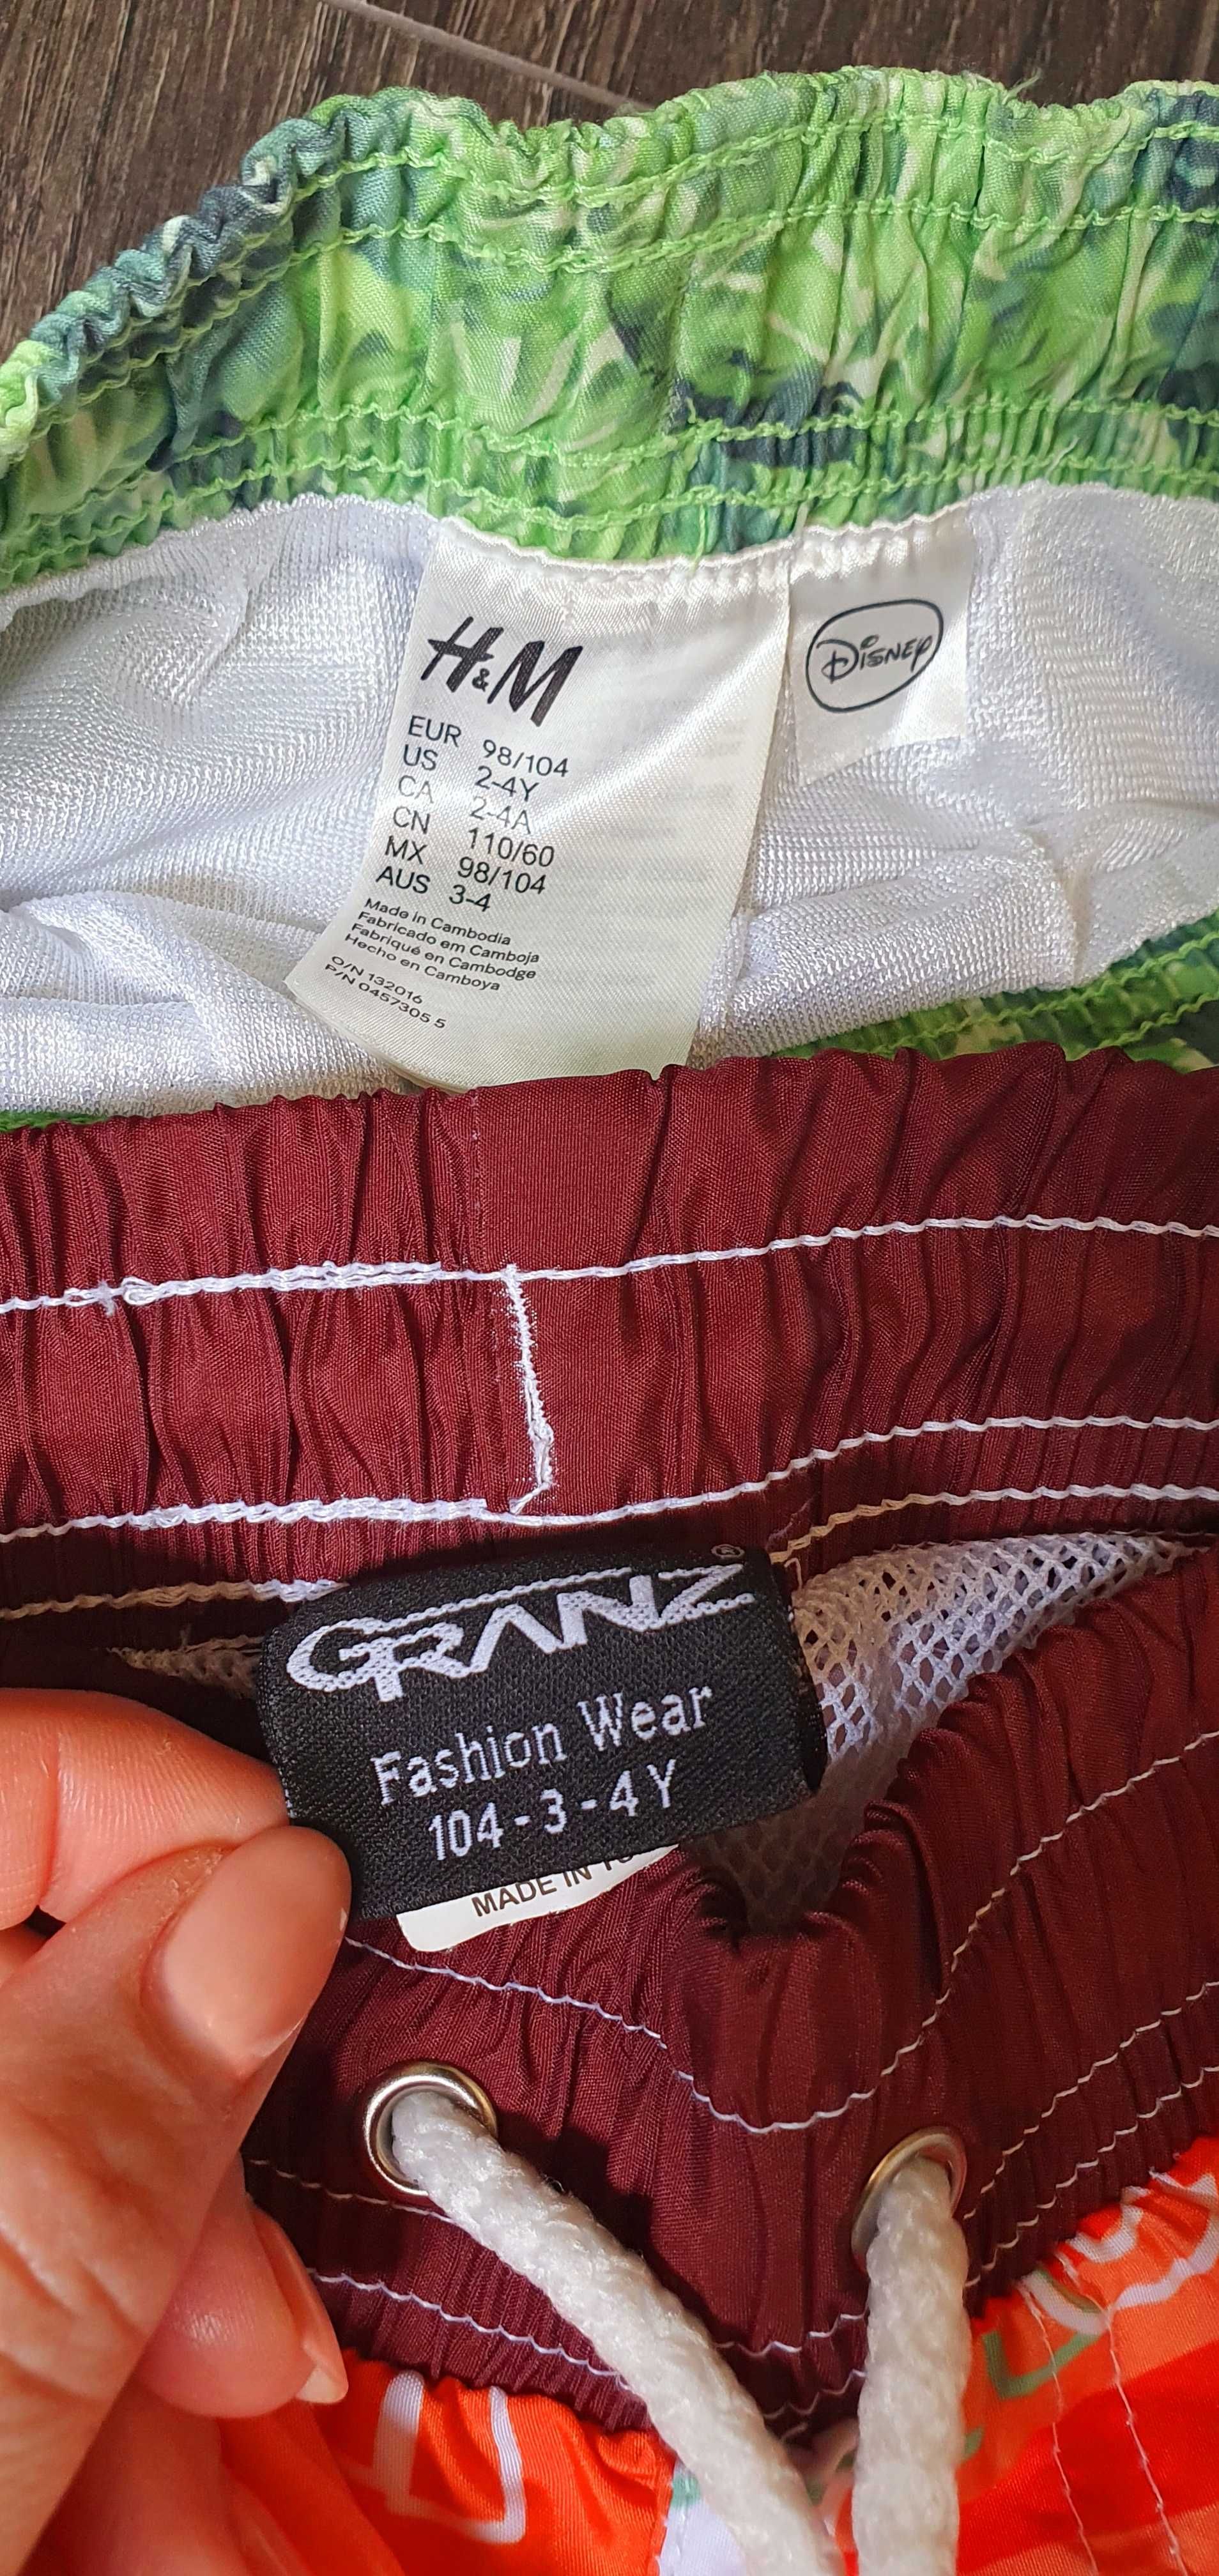 H&M
DISNEY
EUR 98/104
US 2-4Y
CA 2-4A
CN 110/60
MX 98/104
AUS 3-4
Made in Cambodia
Fabricado em Camboja
Fabriqué en Cambodge
Hecho en Camboya
O/N 132016
P/N 0457305 5
GRANZ®
Fashion Wear
104-3-4Y
MADE IN